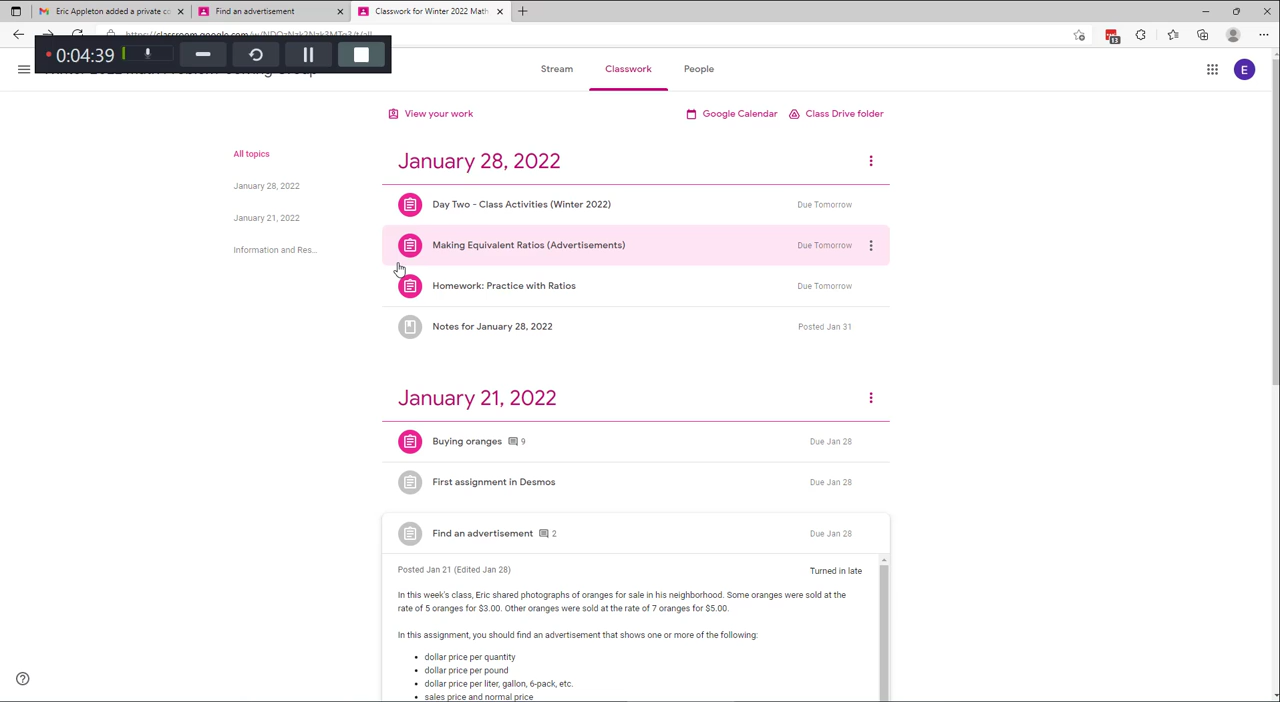 Eric Appleton added a private co
Find an advertisement
Classwork for Winter 2022 Math
0:04:39
13
Stream
Classwork
People
E
View your work
Google Calendar
Class Drive folder
All topics
January 28, 2022
January 21, 2022
Information and Res...
January 28, 2022
Day Two - Class Activities (Winter 2022)
Due Tomorrow
Making Equivalent Ratios (Advertisements)
Due Tomorrow
Homework: Practice with Ratios
Due Tomorrow
Notes for January 28, 2022
Posted Jan 31
January 21, 2022
Buying oranges 9
Due Jan 28
First assignment in Desmos
Due Jan 28
Find an advertisement 2
Due Jan 28
Posted Jan 21 (Edited Jan 28)
Turned in late
In this week's class, Eric shared photographs of oranges for sale in his neighborhood. Some oranges were sold at the
rate of 5 oranges for $3.00. Other oranges were sold at the rate of 7 oranges for $5.00.
In this assignment, you should find an advertisement that shows one or more of the following:
• dollar price per quantity
• dollar price per pound
• dollar price per liter, gallon, 6-pack, etc.
• sales price and normal price